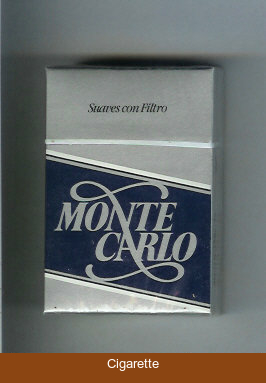 Suaves con Filtro
MONTE
CARLO
Cigarette